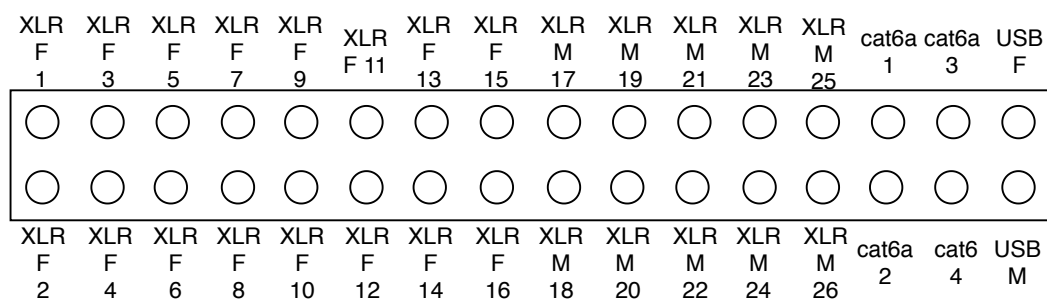 XLR F 1
XLR F 3
XLR F 5
XLR F 7
XLR F 9
XLR F 11
XLR F 13
XLR F 15
XLR M 17
XLR M 19
XLR M 21
XLR M 23
XLR M 25
cat6a 1
cat6a 3
USB F
XLR F 2
XLR F 4
XLR F 6
XLR F 8
XLR F 10
XLR F 12
XLR F 14
XLR F 16
XLR M 18
XLR M 20
XLR M 22
XLR M 24
XLR M 26
cat6a 2
cat6 4
USB M